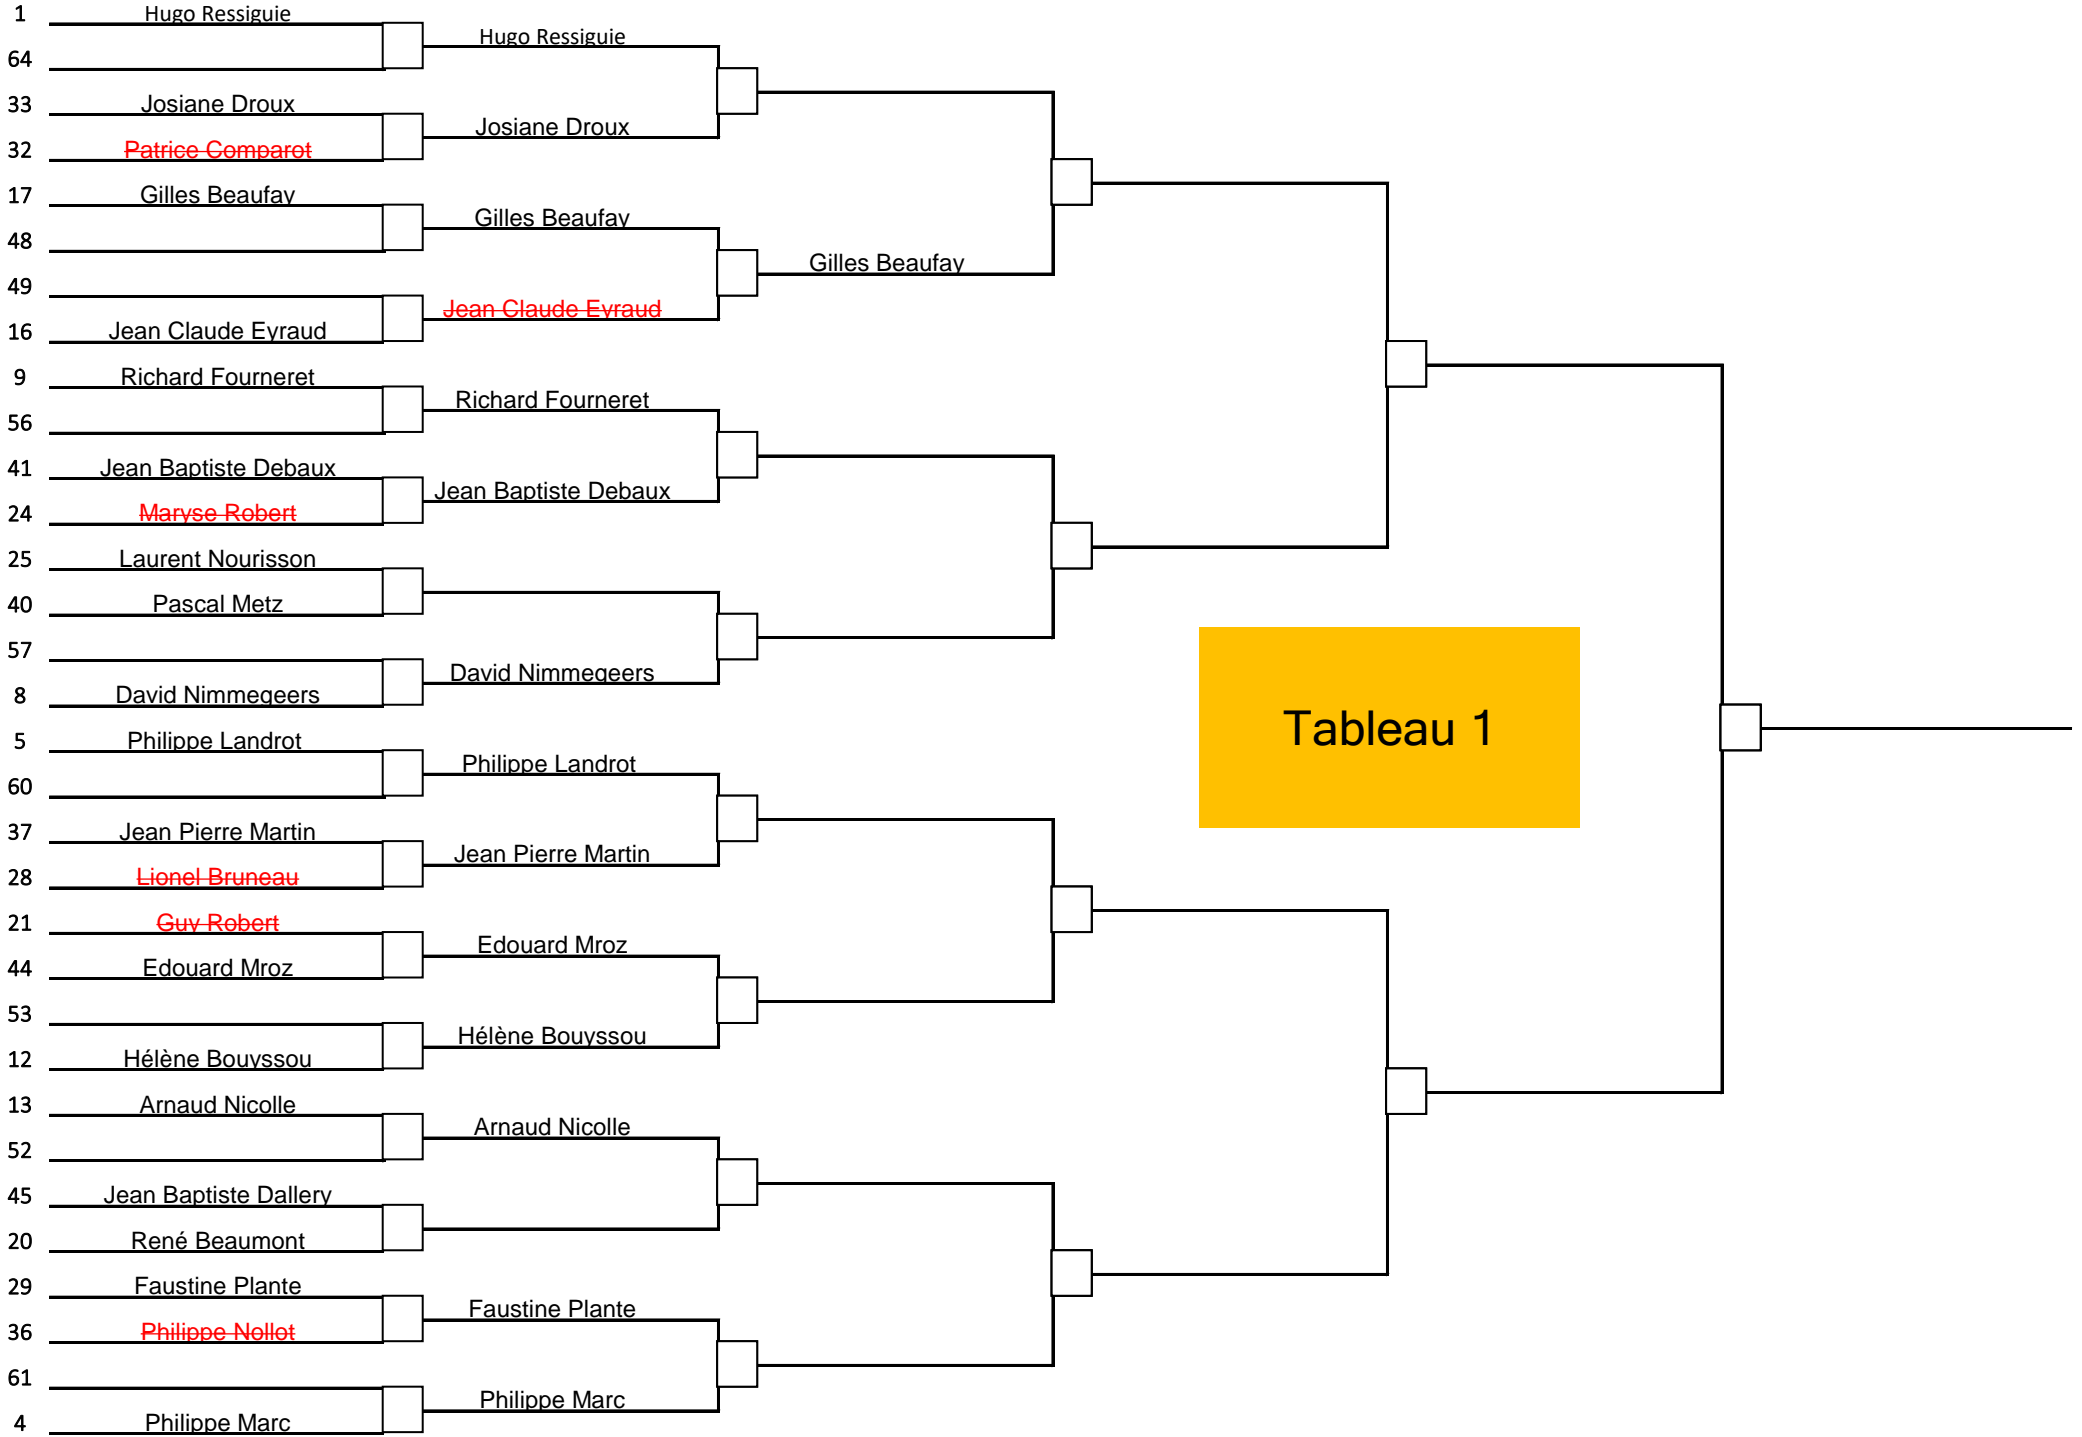 1 Hugo Ressiguie
Hugo Ressiguie
64
33 Josiane Droux
Josiane Droux
32 Patrice Comparot
17 Gilles Beaufay
Gilles Beaufay
48
Gilles Beaufay
49
Jean Claude Eyraud
16 Jean Claude Eyraud
9 Richard Fourneret
Richard Fourneret
56
41 Jean Baptiste Debaux
Jean Baptiste Debaux
24 Maryse Robert
25 Laurent Nourisson
40 Pascal Metz
57
David Nimmegeers
8 David Nimmegeers
Tableau 1
5 Philippe Landrot
Philippe Landrot
60
37 Jean Pierre Martin
Jean Pierre Martin
28 Lionel Bruneau
21 Guy Robert
Edouard Mroz
44 Edouard Mroz
53
Hélène Bouyssou
12 Hélène Bouyssou
13 Arnaud Nicolle
Arnaud Nicolle
52
45 Jean Baptiste Dallery
20 René Beaumont
29 Faustine Plante
Faustine Plante
36 Philippe Nollot
61
Philippe Marc
4 Philippe Marc